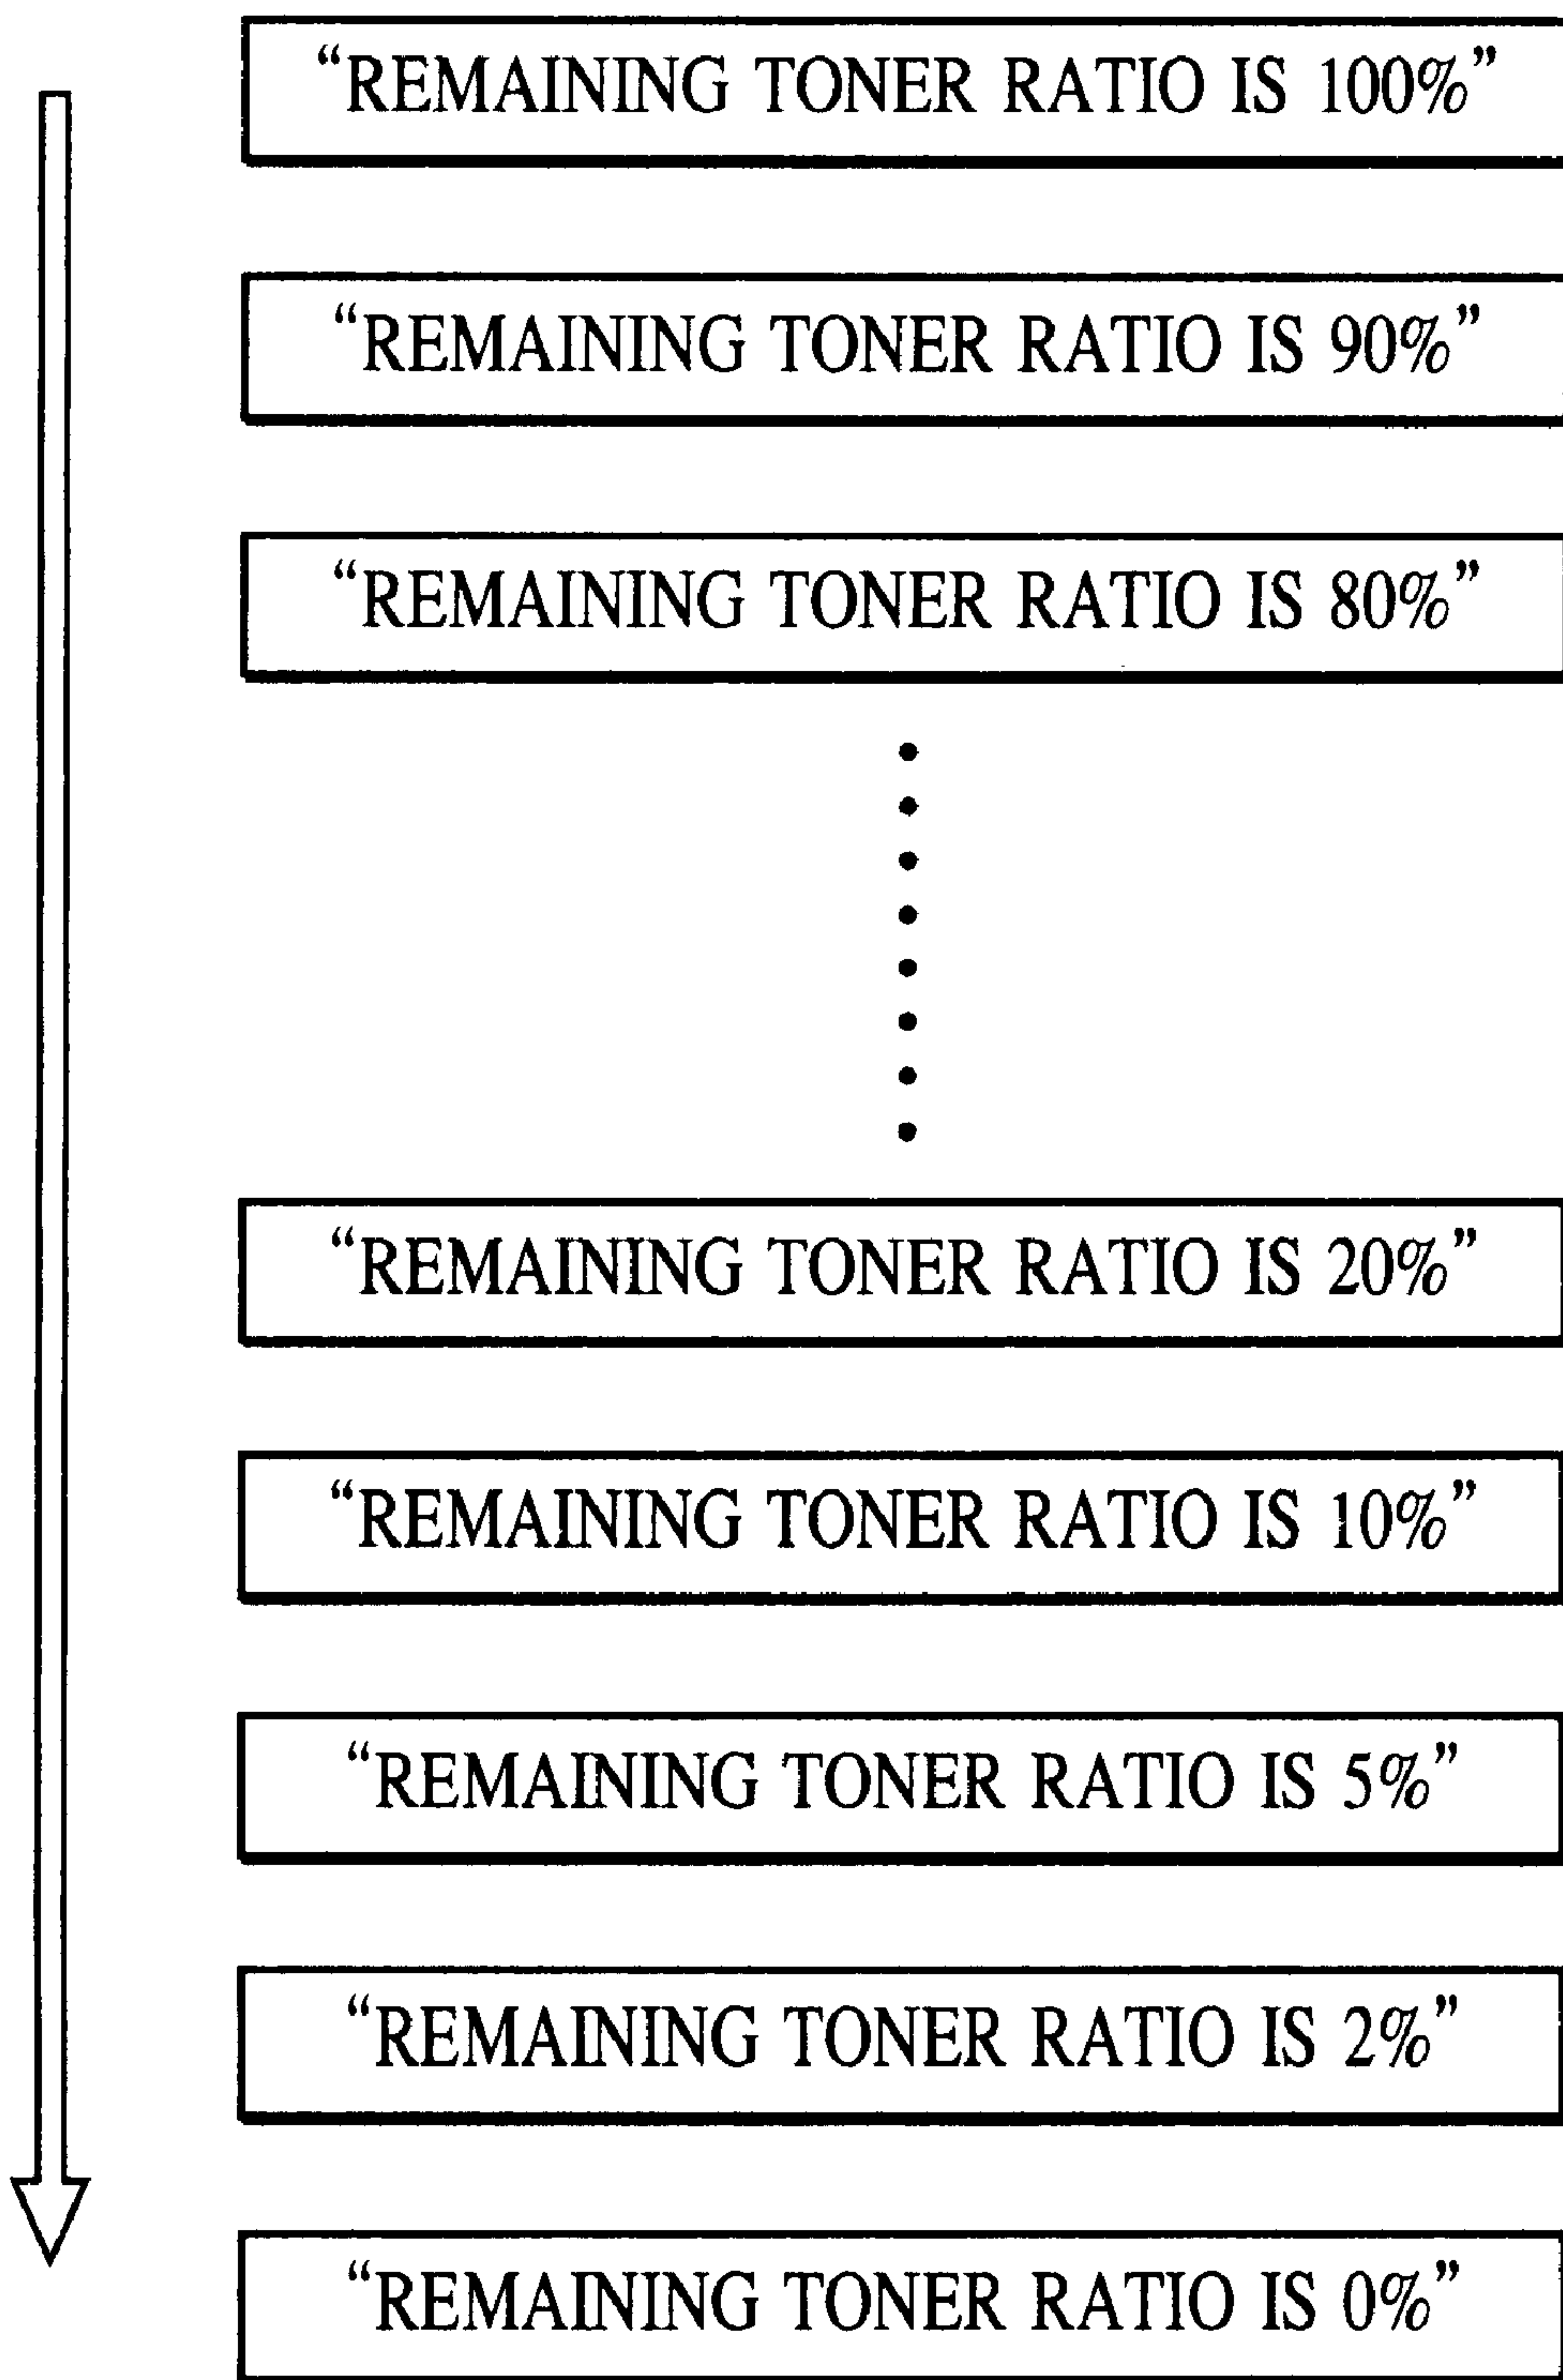 “REMAINING TONER RATIO IS 100%”
“REMAINING TONER RATIO IS 90%”
“REMAINING TONER RATIO IS 80%”
“REMAINING TONER RATIO IS 20%”
“REMAINING TONER RATIO IS 10%”
“REMAINING TONER RATIO IS 5%”
“REMAINING TONER RATIO IS 2%”
“REMAINING TONER RATIO IS 0%”